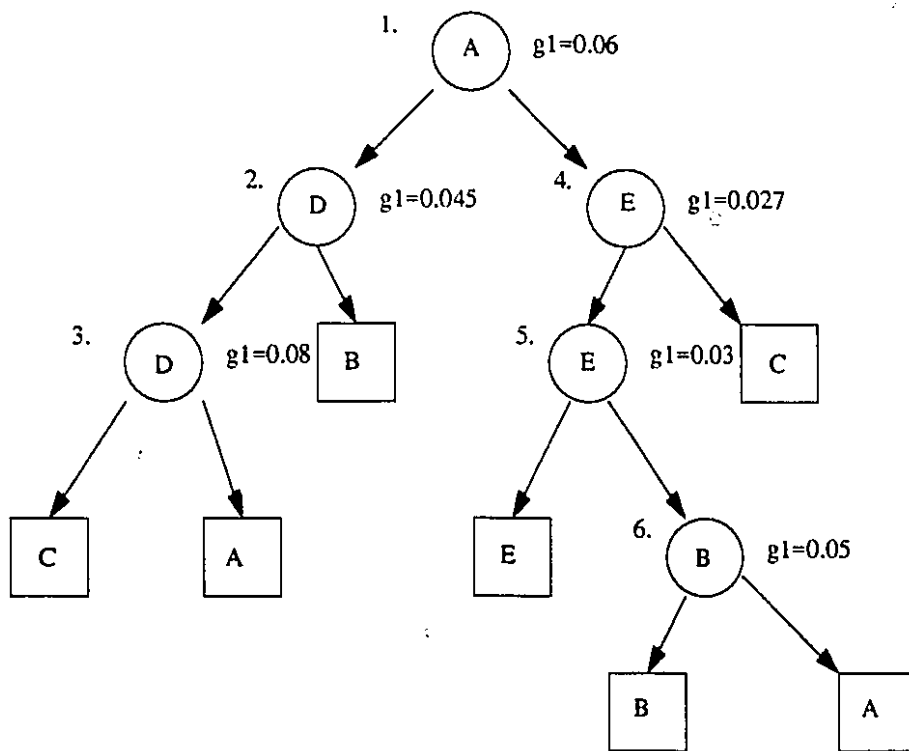 1.
A
g1=0.06
2.
D
g1=0.045
4.
E
g1=0.027
3.
D
g1=0.08
B
5.
E
g1=0.03
C
C
A
E
6.
B
g1=0.05
B
A